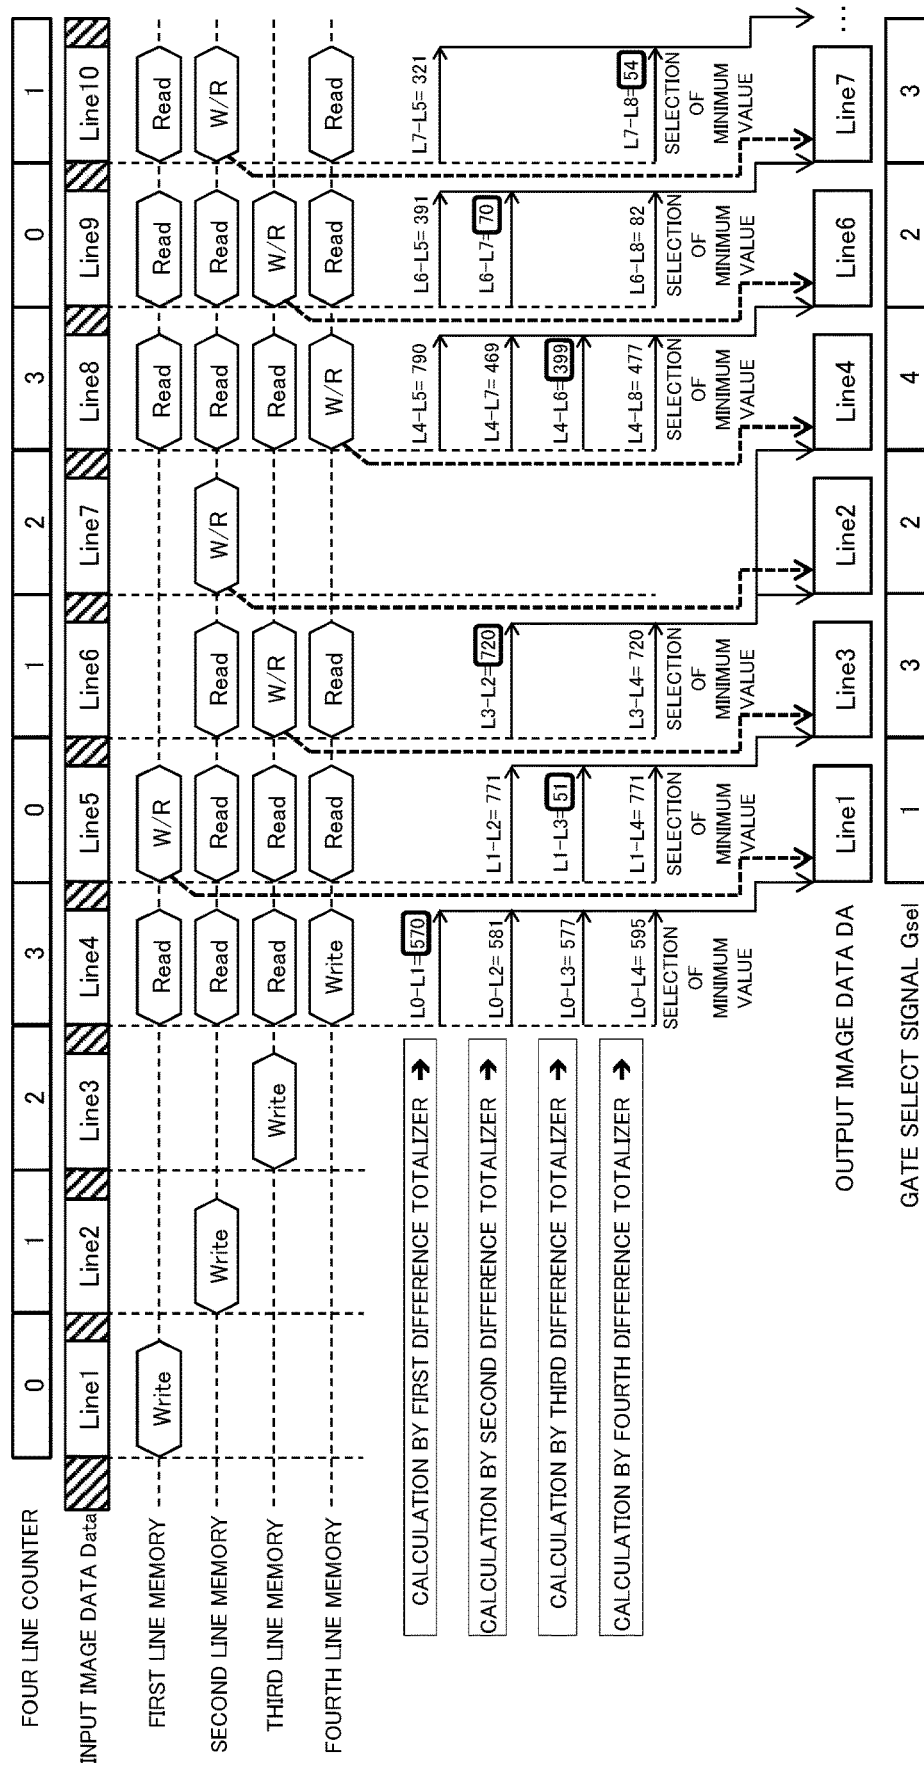 FOUR LINE COUNTER 0 1 2 3 0 1 2 3 0 1
INPUT IMAGE DATA Data Line1 Line2 Line3 Line4 Line5 Line6 Line7 Line8 Line9 Line10
FIRST LINE MEMORY Write Read W/R Read Read Read
SECOND LINE MEMORY Write Read Read Read W/R Read Read W/R
THIRD LINE MEMORY Write Read Read W/R Read W/R
FOURTH LINE MEMORY Write Read Read W/R Read Read
CALCULATION BY FIRST DIFFERENCE TOTALIZER ➔ L0-L1= 570 L4-L5= 790 L6-L5= 391 L7-L5= 321
CALCULATION BY SECOND DIFFERENCE TOTALIZER ➔ L0-L2= 581 L1-L2= 771 L3-L2= 720 L4-L7= 469 L6-L7= 70
CALCULATION BY THIRD DIFFERENCE TOTALIZER ➔ L0-L3= 577 L1-L3= 51 L4-L6= 399
CALCULATION BY FOURTH DIFFERENCE TOTALIZER ➔ L0-L4= 595 L1-L4= 771 L3-L4= 720 L4-L8= 477 L6-L8= 82 L7-L8= 54
SELECTION SELECTION SELECTION SELECTION SELECTION SELECTION
OF OF OF OF OF OF
MINIMUM MINIMUM MINIMUM MINIMUM MINIMUM MINIMUM
VALUE VALUE VALUE VALUE VALUE VALUE
OUTPUT IMAGE DATA DA Line1 Line3 Line2 Line4 Line6 Line7 ...
GATE SELECT SIGNAL Gsel 1 3 2 4 2 3